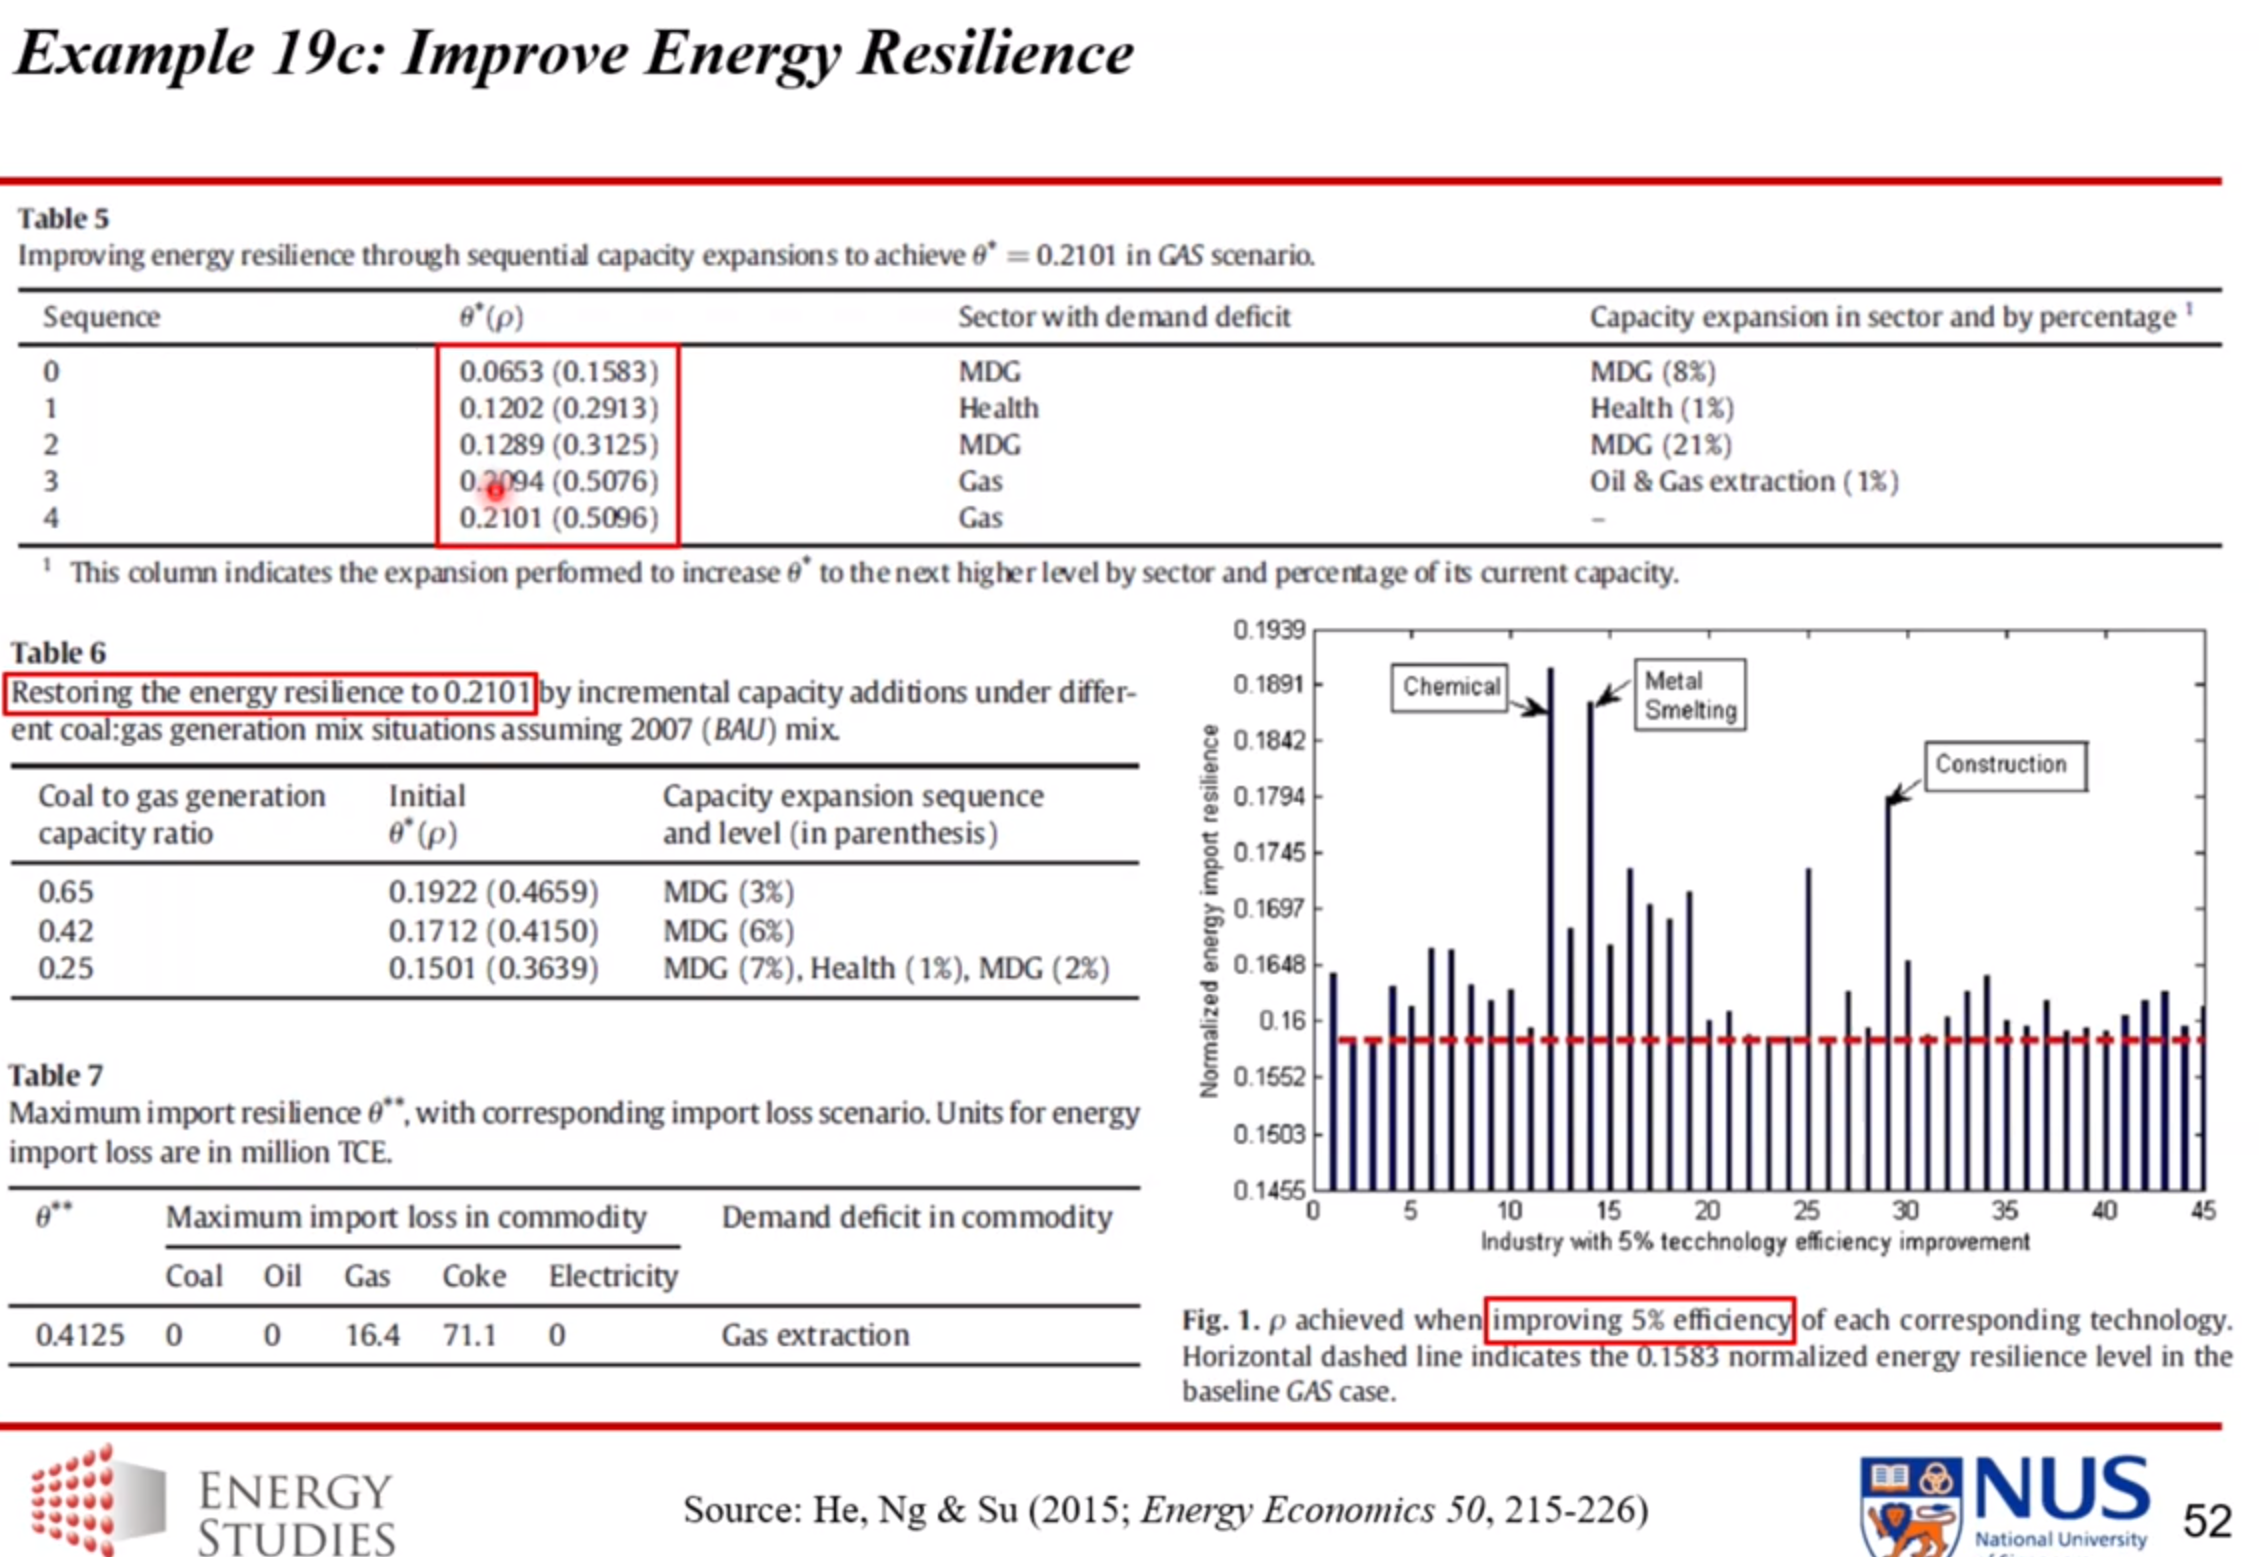 Example 19c: Improve Energy Resilience
Table 5
Improving energy resilience through sequential capacity expansions to achieve θ* = 0.2101 in GAS scenario.
Sequence θ*(ρ) Sector with demand deficit Capacity expansion in sector and by percentage 1
0 0.0653 (0.1583) MDG MDG (8%)
1 0.1202 (0.2913) Health Health (1%)
2 0.1289 (0.3125) MDG MDG (21%)
3 0.2094 (0.5076) Gas Oil & Gas extraction (1%)
4 0.2101 (0.5096) Gas –
1 This column indicates the expansion performed to increase θ* to the next higher level by sector and percentage of its current capacity.
Table 6
Restoring the energy resilience to 0.2101 by incremental capacity additions under differ-
ent coal:gas generation mix situations assuming 2007 (BAU) mix.
Coal to gas generation Initial Capacity expansion sequence
capacity ratio θ*(ρ) and level (in parenthesis)
0.65 0.1922 (0.4659) MDG (3%)
0.42 0.1712 (0.4150) MDG (6%)
0.25 0.1501 (0.3639) MDG (7%), Health (1%), MDG (2%)
Table 7
Maximum import resilience θ**, with corresponding import loss scenario. Units for energy
import loss are in million TCE.
θ** Maximum import loss in commodity Demand deficit in commodity
Coal Oil Gas Coke Electricity
0.4125 0 0 16.4 71.1 0 Gas extraction
0.1939
0.1891
0.1842
0.1794
0.1745
0.1697
0.1648
0.16
0.1552
0.1503
0.1455
Normalized energy import resilience
Chemical
Metal
Smelting
Construction
0 5 10 15 20 25 30 35 40 45
Industry with 5% tecchnology efficiency improvement
Fig. 1. ρ achieved when improving 5% efficiency of each corresponding technology.
Horizontal dashed line indicates the 0.1583 normalized energy resilience level in the
baseline GAS case.
ENERGY
STUDIES
Source: He, Ng & Su (2015; Energy Economics 50, 215-226)
NUS
National University
52